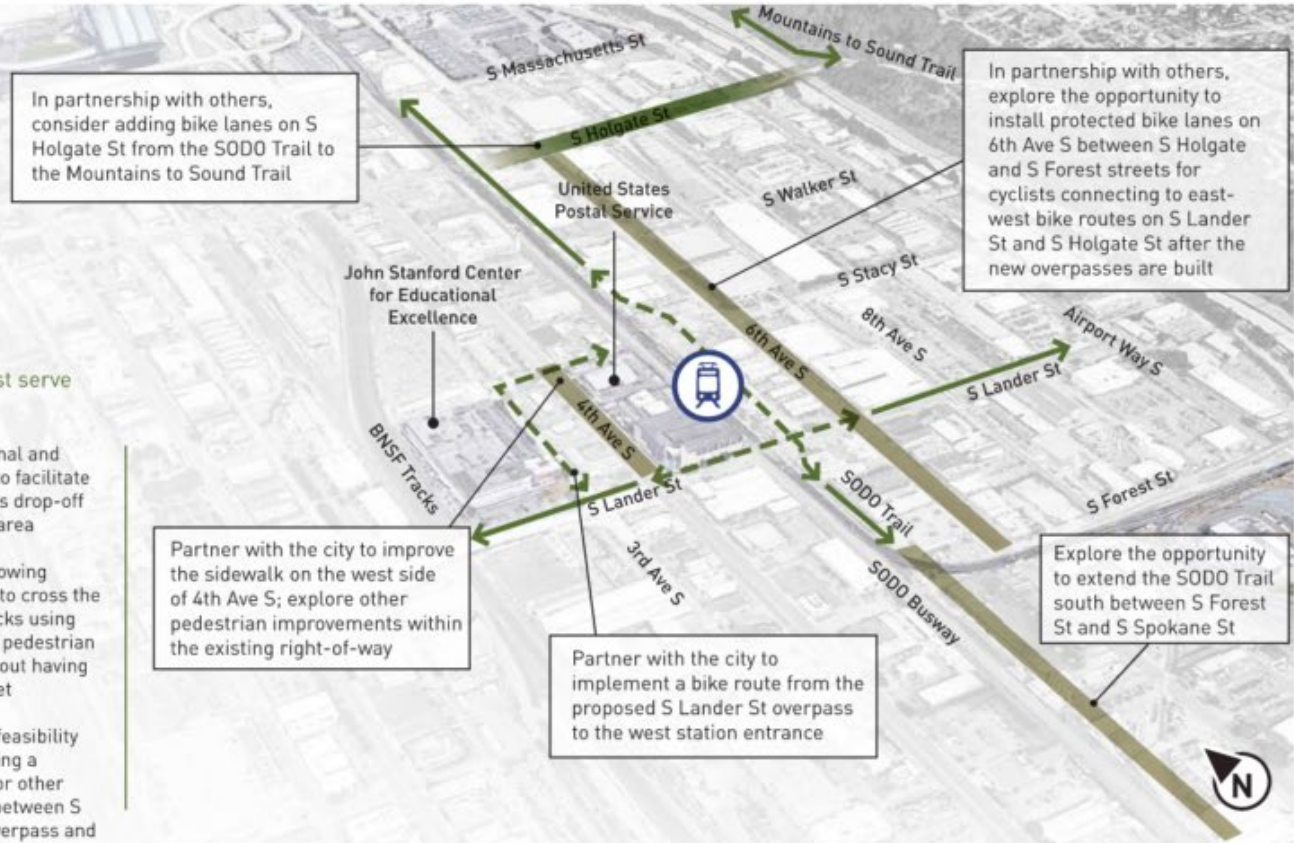 Mountains to Sound Trail
S Massachusetts St
In partnership with others,
consider adding bike lanes on S
Holgate St from the SODO Trail to
the Mountains to Sound Trail
S Holgate St
In partnership with others,
explore the opportunity to
install protected bike lanes on
6th Ave S between S Holgate
and S Forest streets for
cyclists connecting to east-
west bike routes on S Lander
St and S Holgate St after the
new overpasses are built
United States
Postal Service
S Walker St
John Stanford Center
for Educational
Excellence
S Stacy St
8th Ave S
Airport Way S
6th Ave S
S Lander St
st serve
4th Ave S
BNSF Tracks
nal and
o facilitate
s drop-off
area
owing
to cross the
cks using
pedestrian
out having
et
feasibility
ng a
or other
between S
verpass and
S Lander St
SODO Trail
S Forest St
3rd Ave S
SODO Busway
Partner with the city to improve
the sidewalk on the west side
of 4th Ave S; explore other
pedestrian improvements within
the existing right-of-way
Partner with the city to
implement a bike route from the
proposed S Lander St overpass
to the west station entrance
Explore the opportunity
to extend the SODO Trail
south between S Forest
St and S Spokane St
N